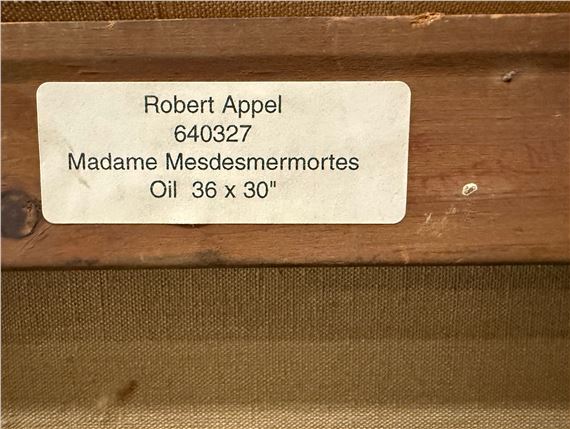 Robert Appel
640327
Madame Mesdesmermortes
Oil 36 x 30"